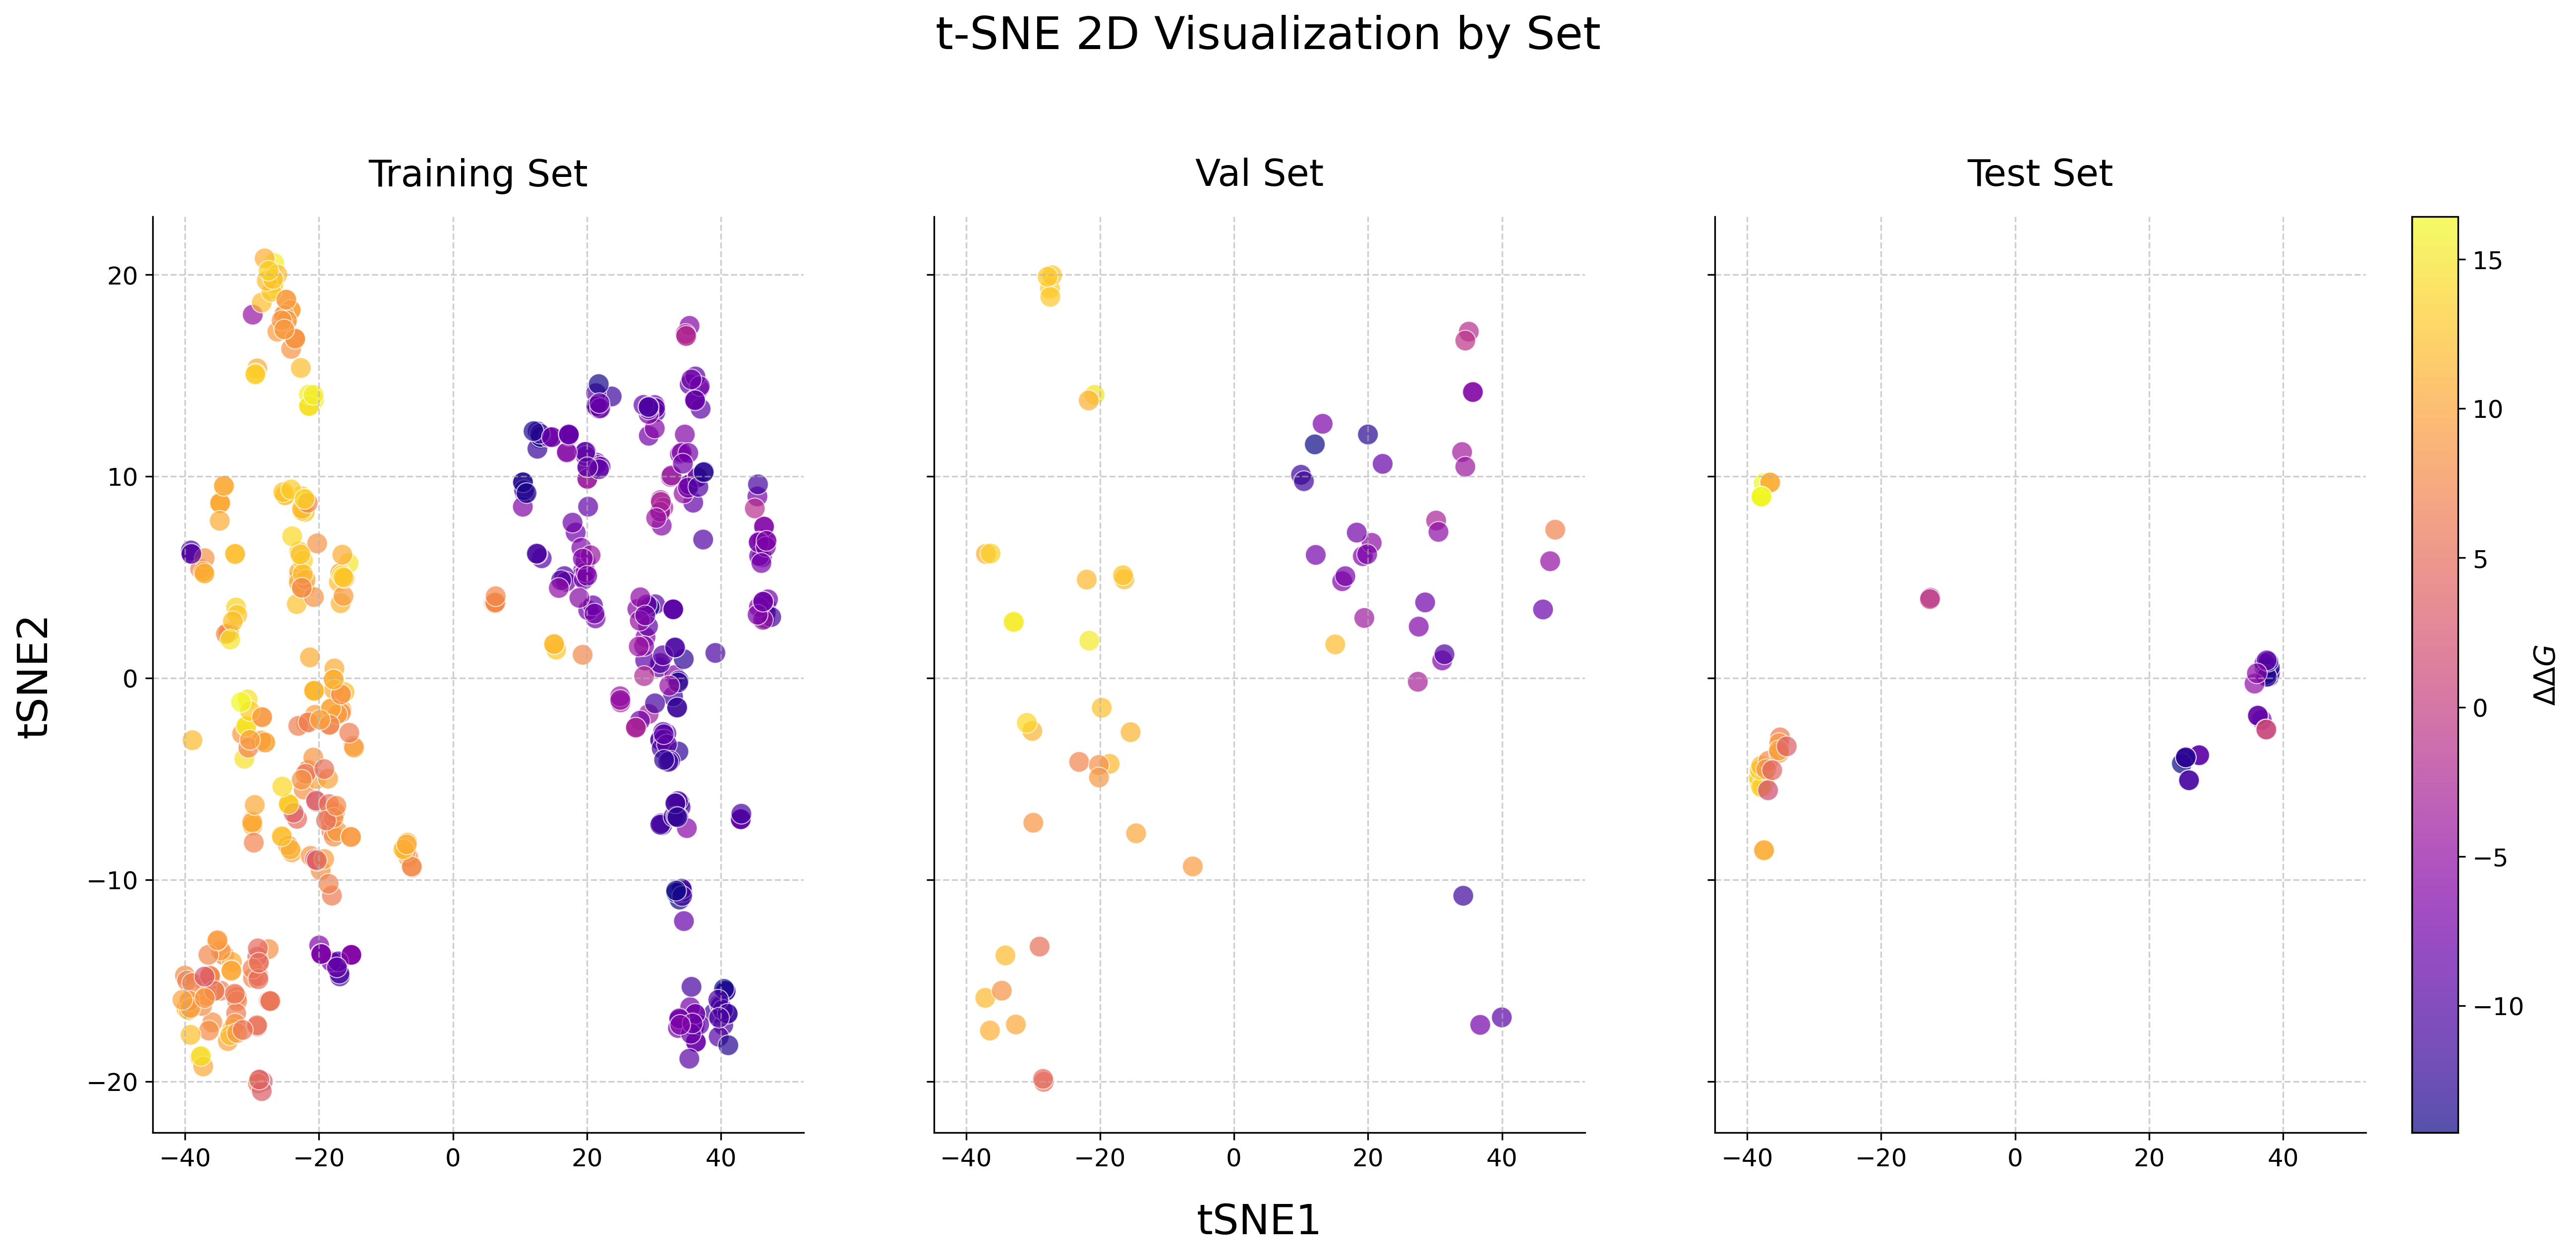 t-SNE 2D Visualization by Set
Training Set
Val Set
Test Set
tSNE2
20
10
0
−10
−20
−40 −20 0 20 40
−40 −20 0 20 40
−40 −20 0 20 40
tSNE1
15
10
5
0
−5
−10
ΔΔG